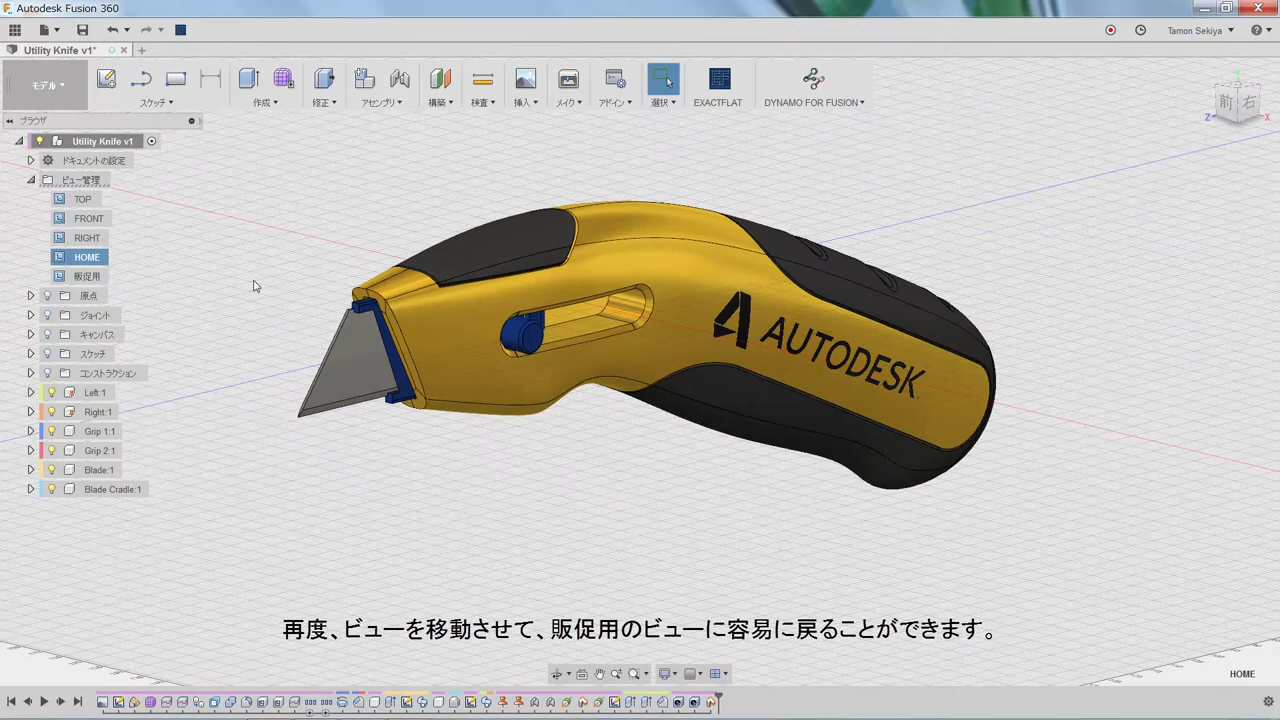 Autodesk Fusion 360
Tamon Sekiya
Utility Knife v1*
モデル
スケッチ
作成
修正
アセンブリ
構築
検査
挿入
メイク
アドイン
選択
EXACTFLAT
DYNAMO FOR FUSION
前
右
Z
X
ブラウザ
Utility Knife v1
ドキュメントの設定
ビュー管理
TOP
FRONT
RIGHT
HOME
販促用
原点
ジョイント
キャンバス
スケッチ
コンストラクション
Left:1
Right:1
Grip 1:1
Grip 2:1
Blade:1
Blade Cradle:1
AUTODESK
再度、ビューを移動させて、販促用のビューに容易に戻ることができます。
HOME